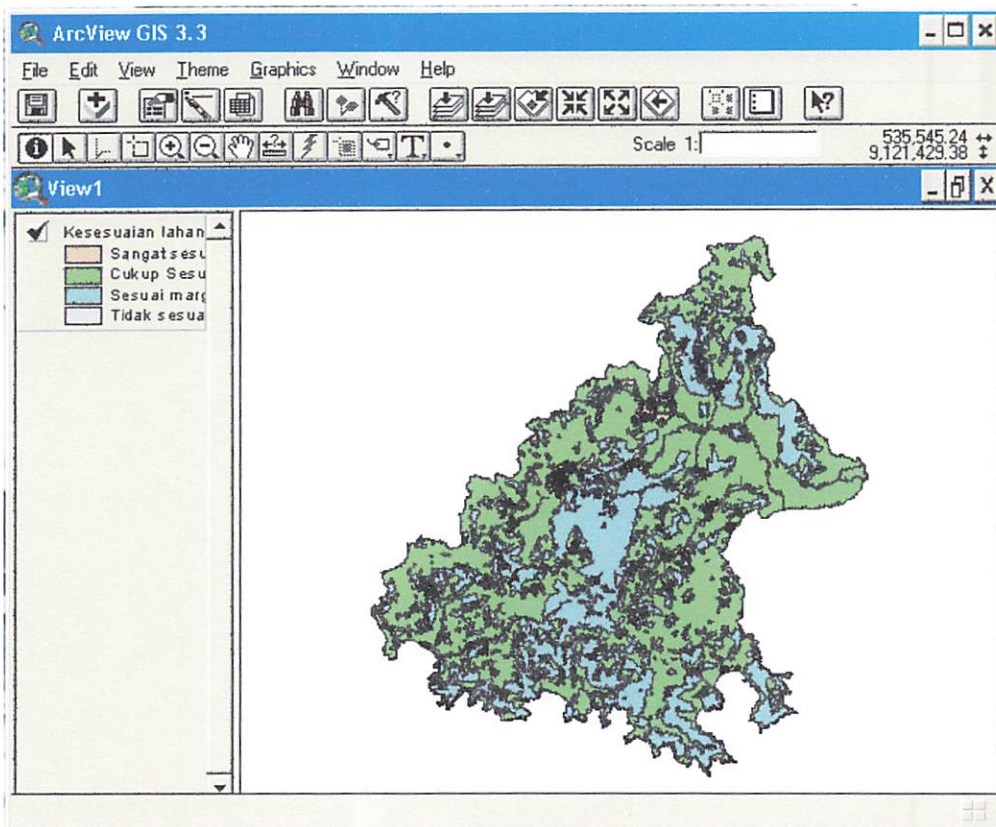 ArcView GIS 3.3
File Edit View Theme Graphics Window Help
Scale 1:
535,545.24
9,121,429.38
View1
Kesesuaian lahan
Sangat sesu
Cukup Sesu
Sesuai marg
Tidak sesua